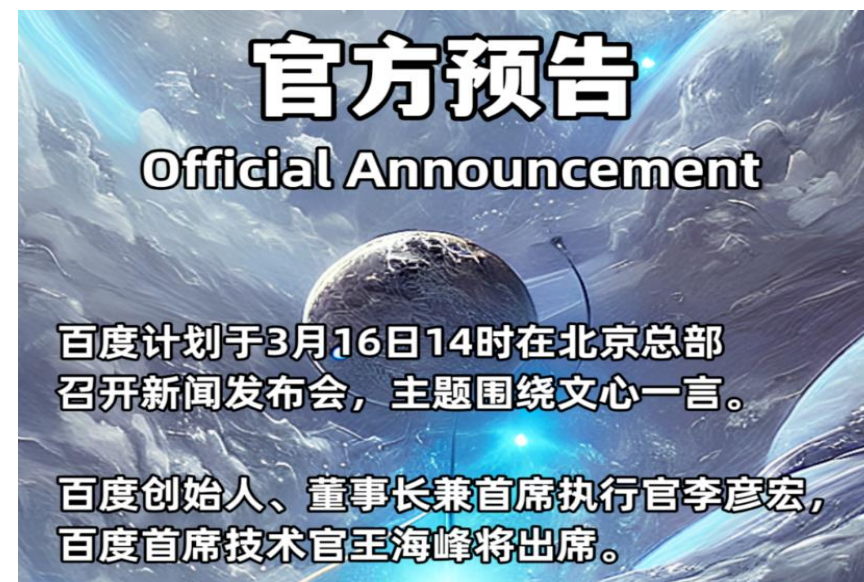 官方预告
Official Announcement
百度计划于3月16日14时在北京总部
召开新闻发布会，主题围绕文心一言。
百度创始人、董事长兼首席执行官李彦宏，
百度首席技术官王海峰将出席。